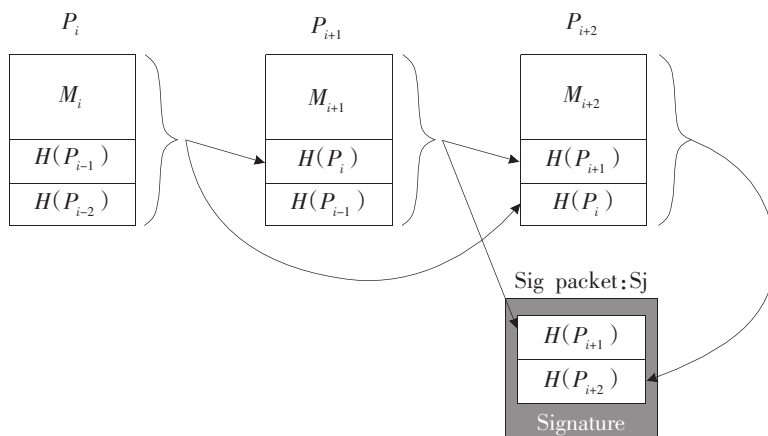 P_i
P_{i+1}
P_{i+2}
M_i
H(P_{i-1})
H(P_{i-2})
M_{i+1}
H(P_i)
H(P_{i-1})
M_{i+2}
H(P_{i+1})
H(P_i)
Sig packet:Sj
H(P_{i+1})
H(P_{i+2})
Signature